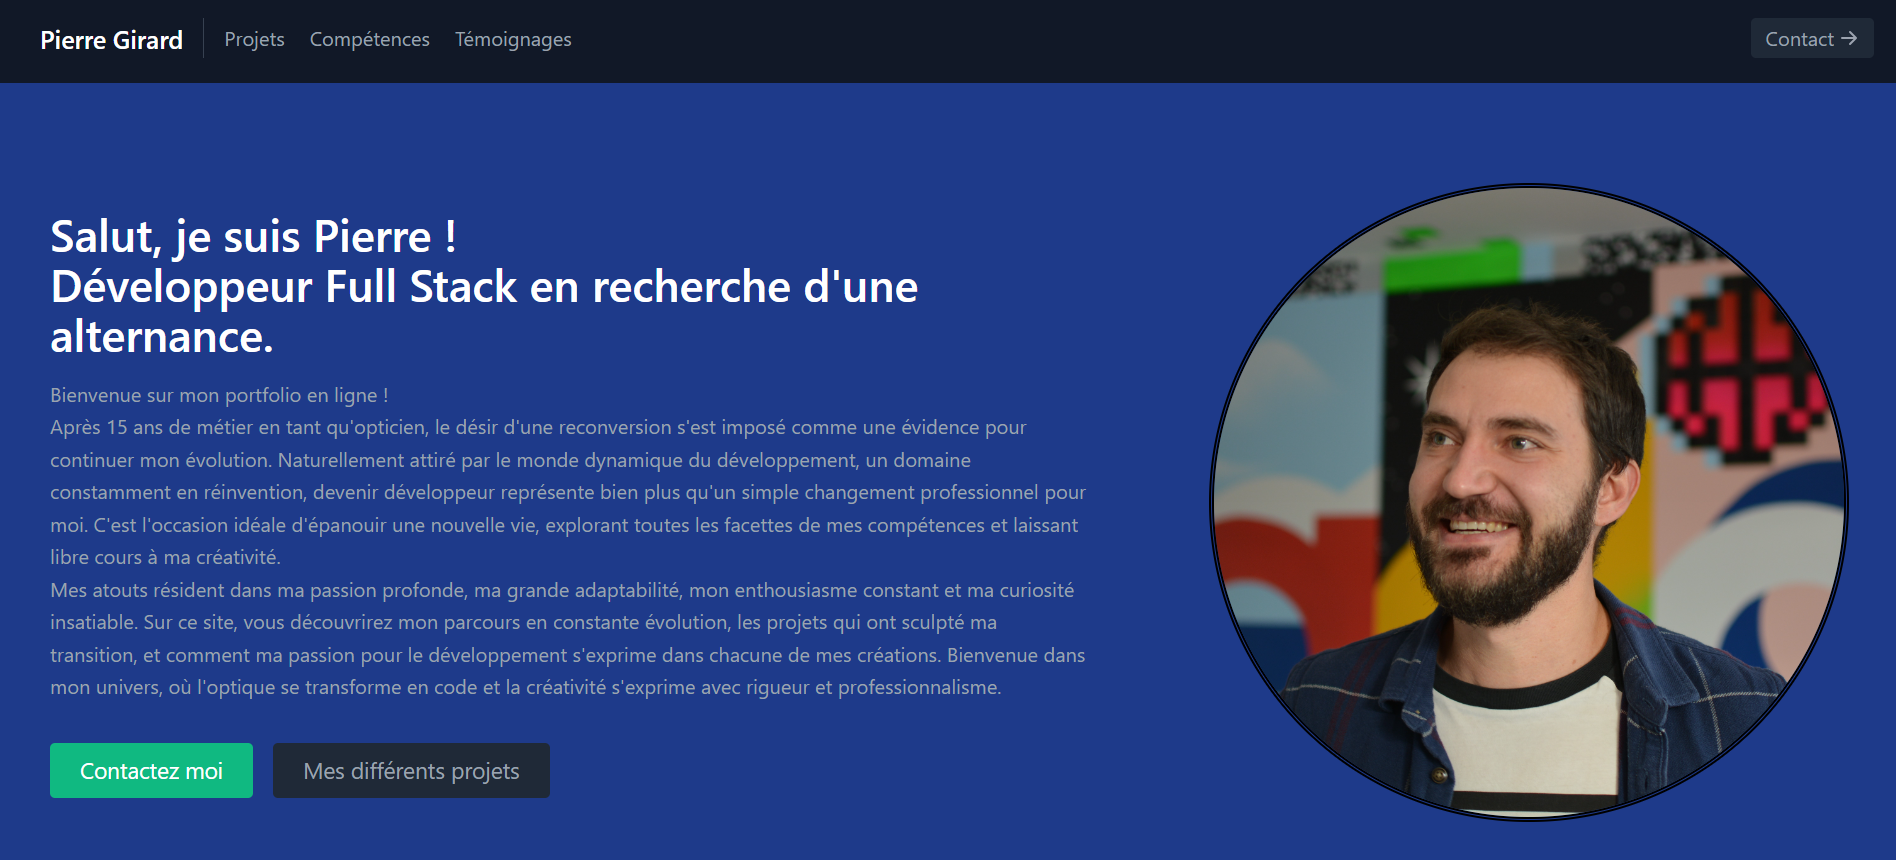 Pierre Girard
Projets
Compétences
Témoignages
Contact →
Salut, je suis Pierre !
Développeur Full Stack en recherche d'une
alternance.
Bienvenue sur mon portfolio en ligne !
Après 15 ans de métier en tant qu'opticien, le désir d'une reconversion s'est imposé comme une évidence pour
continuer mon évolution. Naturellement attiré par le monde dynamique du développement, un domaine
constamment en réinvention, devenir développeur représente bien plus qu'un simple changement professionnel pour
moi. C'est l'occasion idéale d'épanouir une nouvelle vie, explorant toutes les facettes de mes compétences et laissant
libre cours à ma créativité.
Mes atouts résident dans ma passion profonde, ma grande adaptabilité, mon enthousiasme constant et ma curiosité
insatiable. Sur ce site, vous découvrirez mon parcours en constante évolution, les projets qui ont sculpté ma
transition, et comment ma passion pour le développement s'exprime dans chacune de mes créations. Bienvenue dans
mon univers, où l'optique se transforme en code et la créativité s'exprime avec rigueur et professionnalisme.
Contactez moi
Mes différents projets